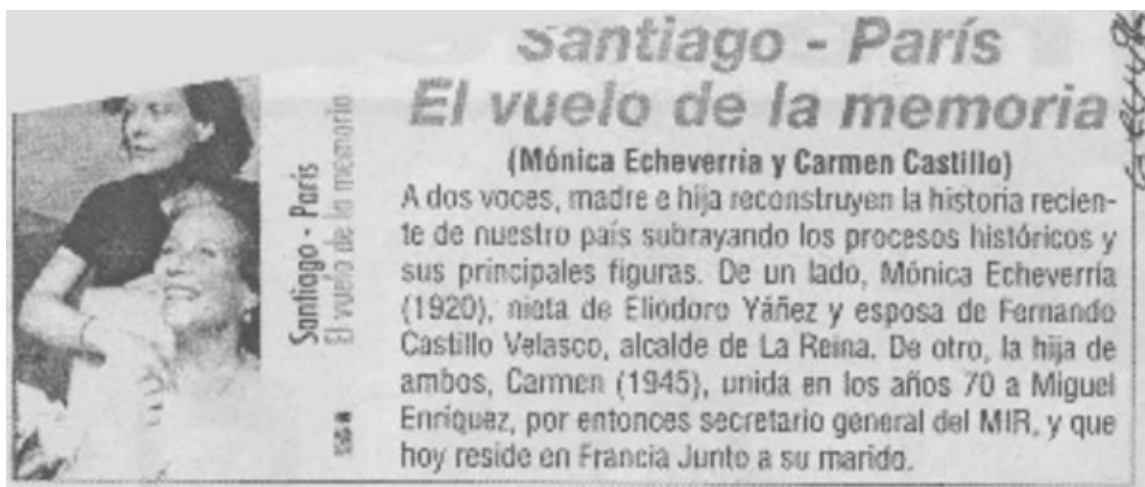 Santiago - París
El vuelo de la memoria
(Mónica Echeverria y Carmen Castillo)
A dos voces, madre e hija reconstruyen la historia recien-
te de nuestro país subrayando los procesos históricos y
sus principales figuras. De un lado, Mónica Echeverría
(1920), nieta de Eliodoro Yáñez y esposa de Fernando
Castillo Velasco, alcalde de La Reina. De otro, la hija de
ambos, Carmen (1945), unida en los años 70 a Miguel
Enríquez, por entonces secretario general del MIR, y que
hoy reside en Francia Junto a su marido.
Santiago - París
El vuelo de la memoria